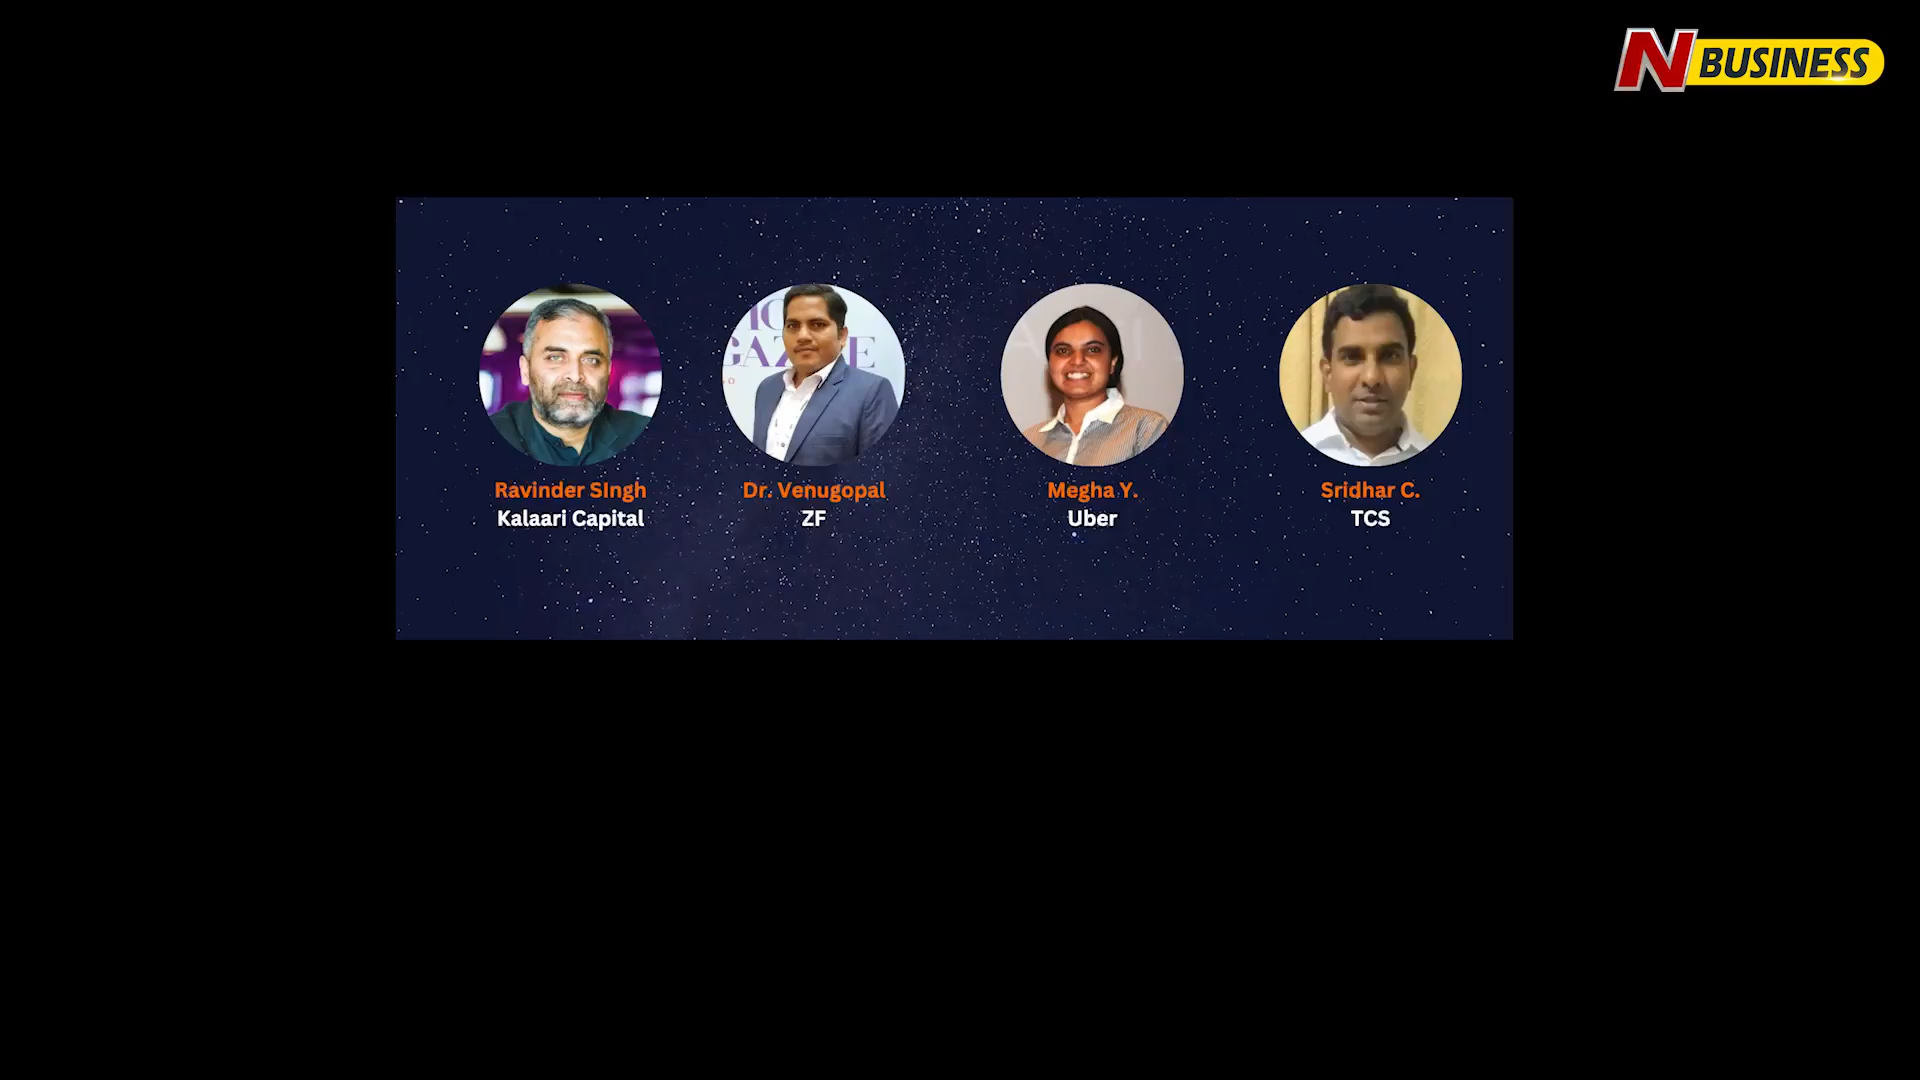 N BUSINESS
Ravinder SIngh
Kalaari Capital
Dr. Venugopal
ZF
Megha Y.
Uber
Sridhar C.
TCS